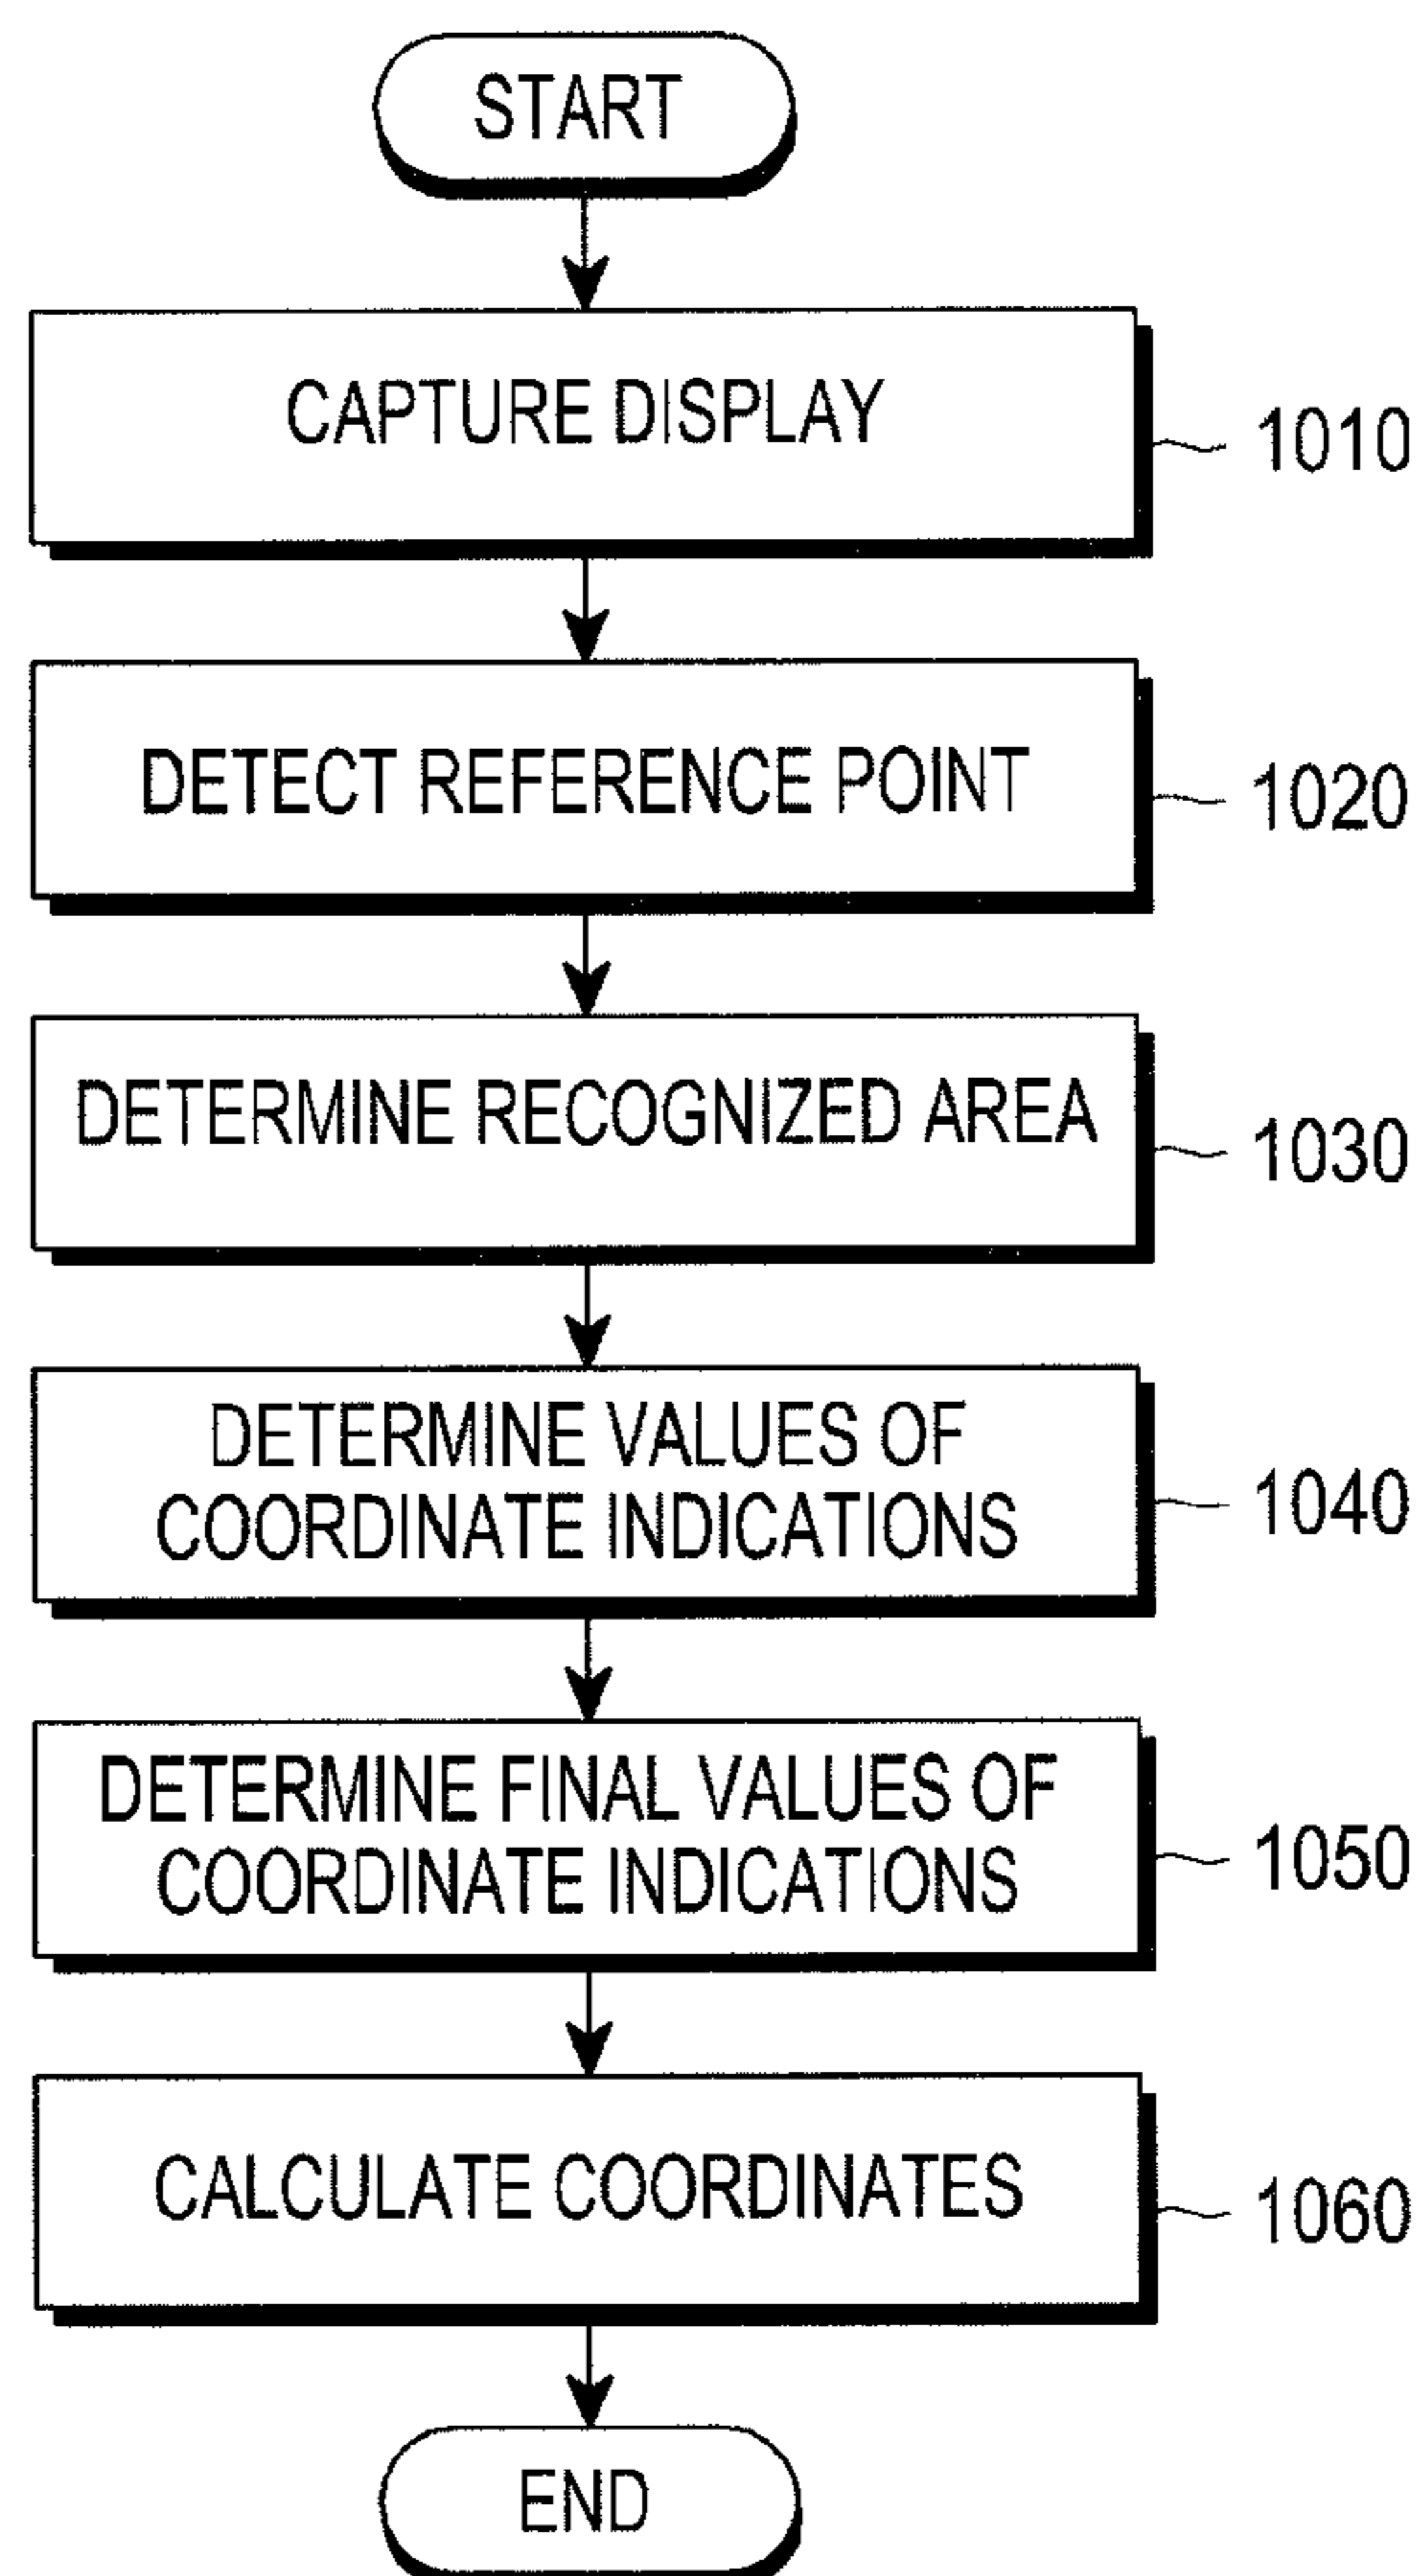 START
CAPTURE DISPLAY
1010
DETECT REFERENCE POINT
1020
DETERMINE RECOGNIZED AREA
1030
DETERMINE VALUES OF
COORDINATE INDICATIONS
1040
DETERMINE FINAL VALUES OF
COORDINATE INDICATIONS
1050
CALCULATE COORDINATES
1060
END